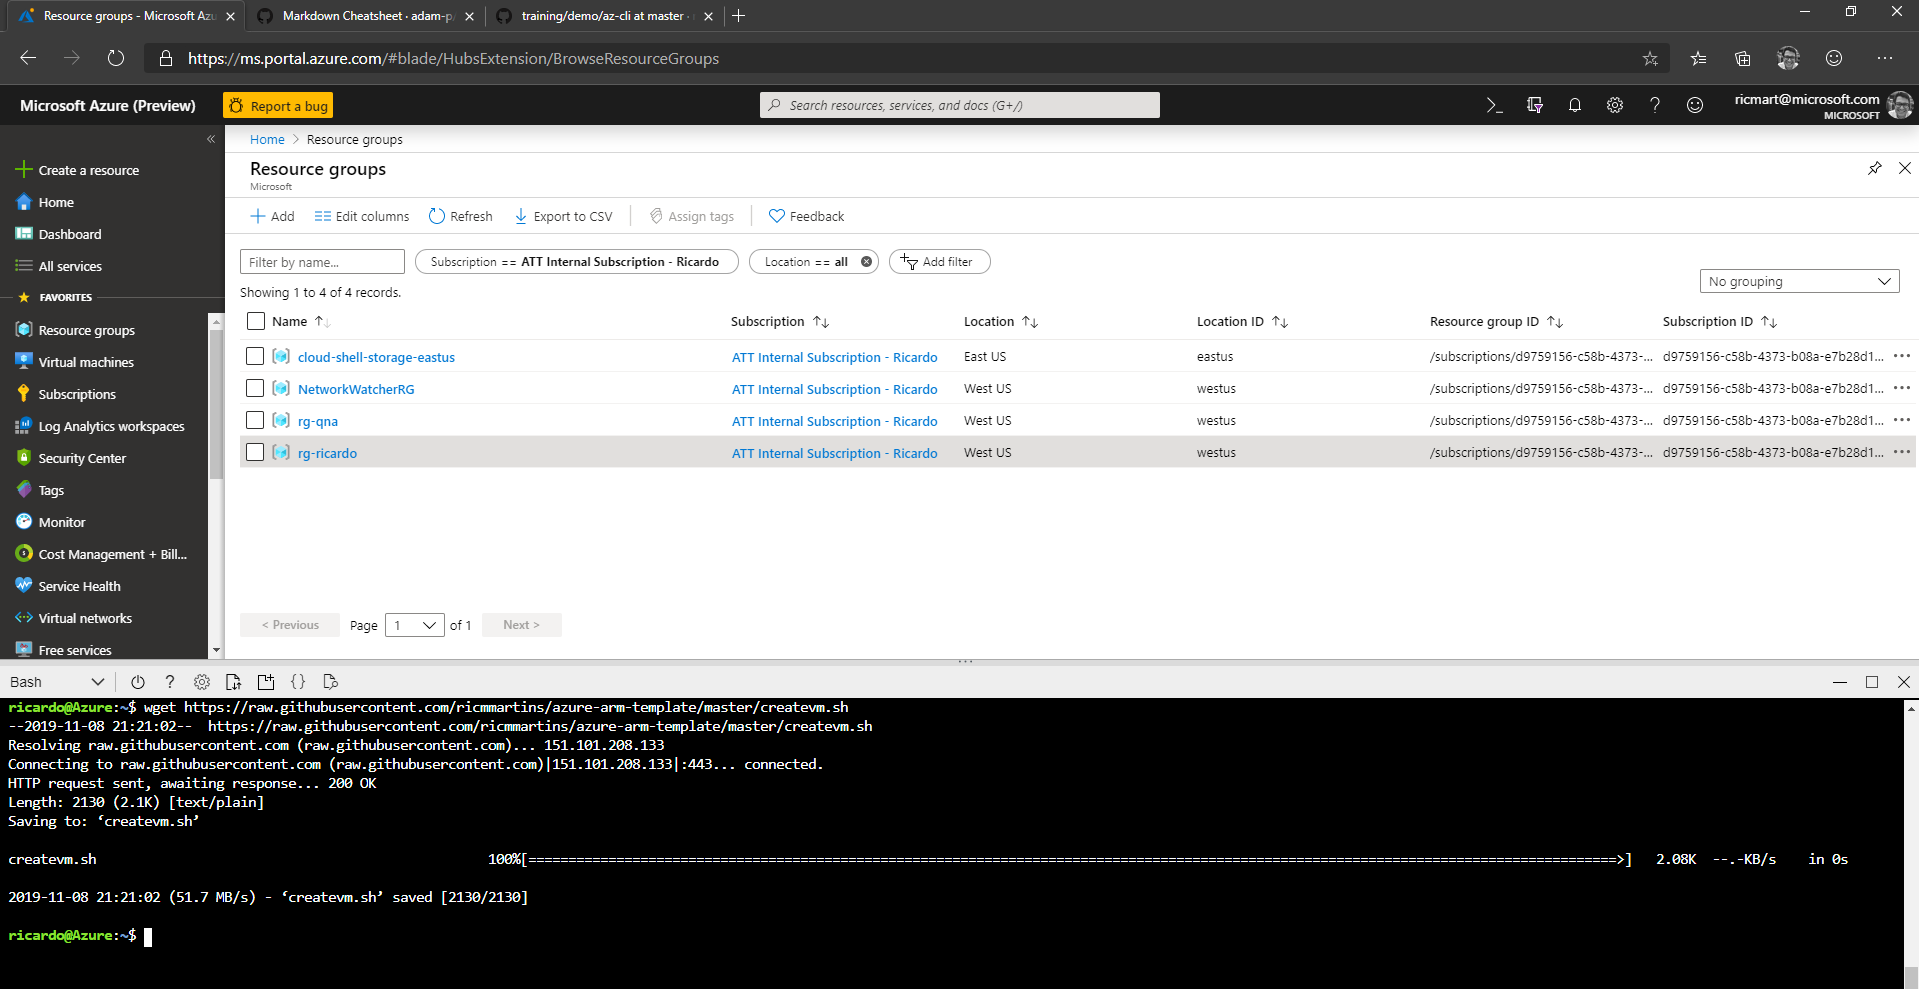 Resource groups - Microsoft Azu
Markdown Cheatsheet · adam-p/
training/demo/az-cli at master ·
https://ms.portal.azure.com/#blade/HubsExtension/BrowseResourceGroups
Microsoft Azure (Preview)
Report a bug
Search resources, services, and docs (G+/)
ricmart@microsoft.com
MICROSOFT
Home > Resource groups
Create a resource
Home
Dashboard
All services
FAVORITES
Resource groups
Virtual machines
Subscriptions
Log Analytics workspaces
Security Center
Tags
Monitor
Cost Management + Bill...
Service Health
Virtual networks
Free services
Resource groups
Microsoft
Add Edit columns Refresh Export to CSV Assign tags Feedback
Filter by name... Subscription == ATT Internal Subscription - Ricardo Location == all Add filter
Showing 1 to 4 of 4 records.
No grouping
Name Subscription Location Location ID Resource group ID Subscription ID
cloud-shell-storage-eastus ATT Internal Subscription - Ricardo East US eastus /subscriptions/d9759156-c58b-4373-... d9759156-c58b-4373-b08a-e7b28d1... ···
NetworkWatcherRG ATT Internal Subscription - Ricardo West US westus /subscriptions/d9759156-c58b-4373-... d9759156-c58b-4373-b08a-e7b28d1... ···
rg-qna ATT Internal Subscription - Ricardo West US westus /subscriptions/d9759156-c58b-4373-... d9759156-c58b-4373-b08a-e7b28d1... ···
rg-ricardo ATT Internal Subscription - Ricardo West US westus /subscriptions/d9759156-c58b-4373-... d9759156-c58b-4373-b08a-e7b28d1... ···
< Previous Page 1 of 1 Next >
Bash
ricardo@Azure:~$ wget https://raw.githubusercontent.com/ricmmartins/azure-arm-template/master/createvm.sh
--2019-11-08 21:21:02-- https://raw.githubusercontent.com/ricmmartins/azure-arm-template/master/createvm.sh
Resolving raw.githubusercontent.com (raw.githubusercontent.com)... 151.101.208.133
Connecting to raw.githubusercontent.com (raw.githubusercontent.com)|151.101.208.133|:443... connected.
HTTP request sent, awaiting response... 200 OK
Length: 2130 (2.1K) [text/plain]
Saving to: ‘createvm.sh’
createvm.sh 100%[=====================================================================>] 2.08K --.-KB/s in 0s
2019-11-08 21:21:02 (51.7 MB/s) - ‘createvm.sh’ saved [2130/2130]
ricardo@Azure:~$